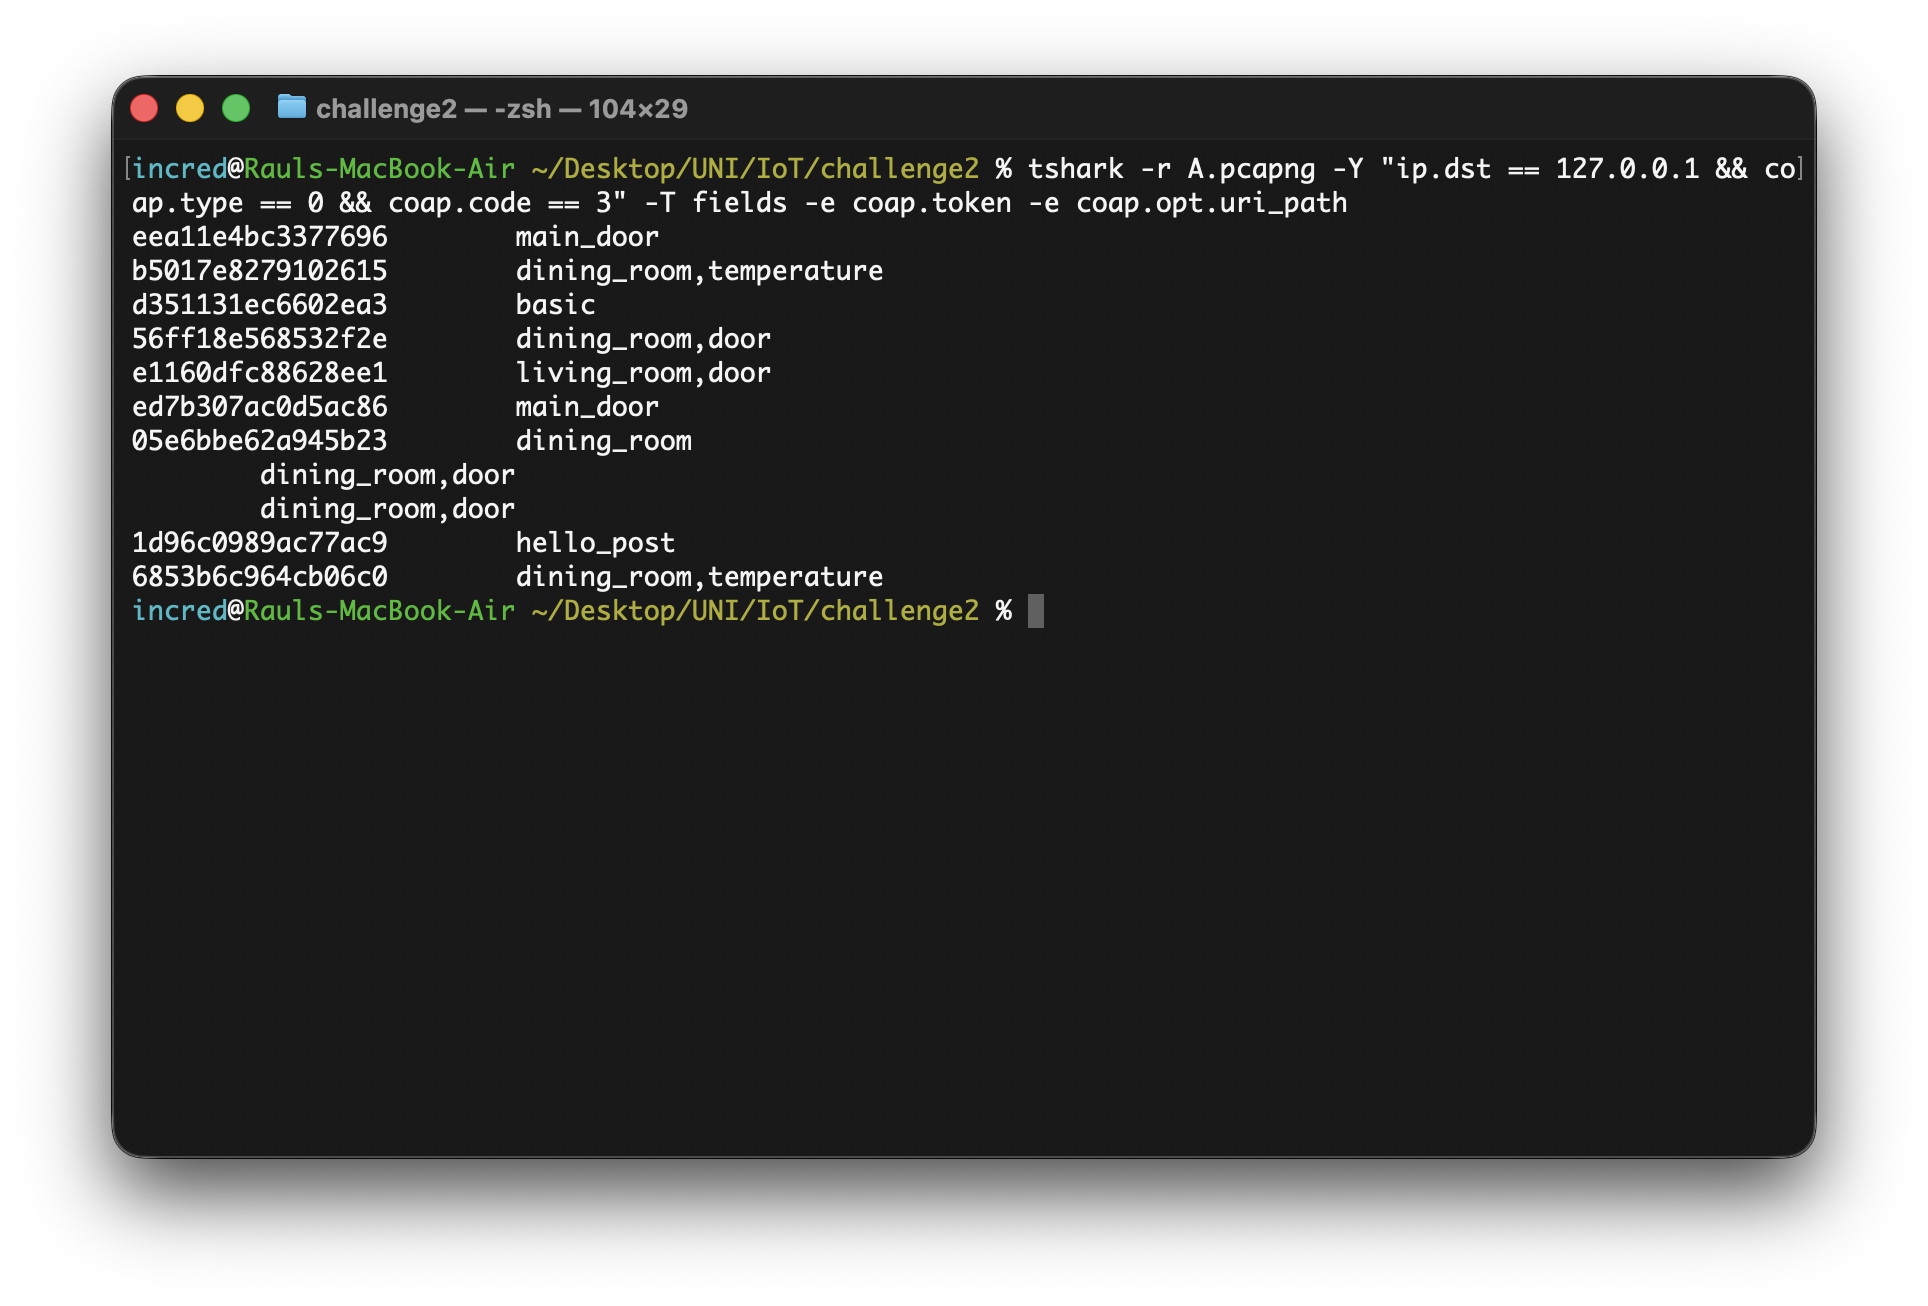 challenge2 — -zsh — 104×29
incred@Rauls-MacBook-Air ~/Desktop/UNI/IoT/challenge2 % tshark -r A.pcapng -Y "ip.dst == 127.0.0.1 && co
ap.type == 0 && coap.code == 3" -T fields -e coap.token -e coap.opt.uri_path
eea11e4bc3377696        main_door
b5017e8279102615        dining_room,temperature
d351131ec6602ea3        basic
56ff18e568532f2e        dining_room,door
e1160dfc88628ee1        living_room,door
ed7b307ac0d5ac86        main_door
05e6bbe62a945b23        dining_room
        dining_room,door
        dining_room,door
1d96c0989ac77ac9        hello_post
6853b6c964cb06c0        dining_room,temperature
incred@Rauls-MacBook-Air ~/Desktop/UNI/IoT/challenge2 %